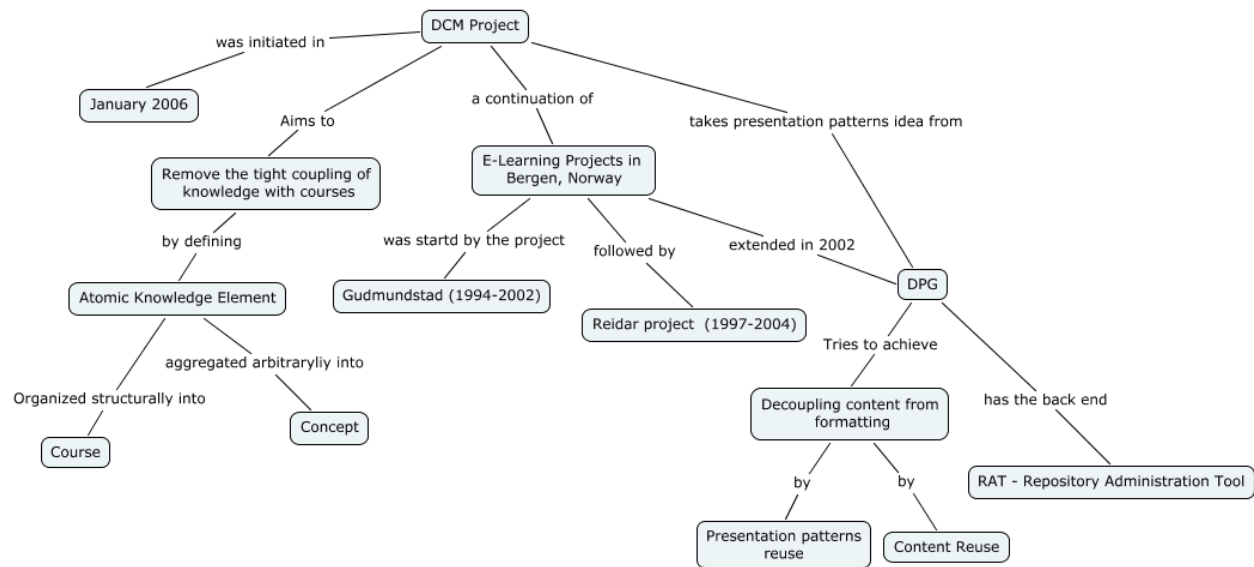 DCM Project
was initiated in
January 2006
Aims to
a continuation of
takes presentation patterns idea from
Remove the tight coupling of
knowledge with courses
E-Learning Projects in
Bergen, Norway
by defining
was startd by the project
followed by
extended in 2002
Atomic Knowledge Element
Gudmundstad (1994-2002)
Reidar project (1997-2004)
DPG
aggregated arbitraryliy into
Organized structurally into
Concept
Course
Tries to achieve
has the back end
Decoupling content from
formatting
RAT - Repository Administration Tool
by
by
Presentation patterns
reuse
Content Reuse